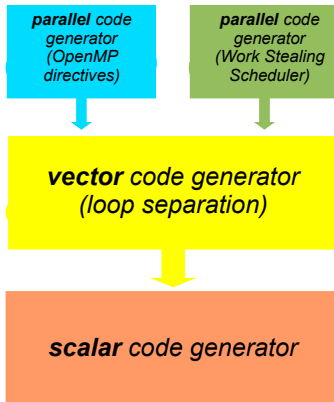 parallel code
generator
(OpenMP
directives)
parallel code
generator
(Work Stealing
Scheduler)
vector code generator
(loop separation)
scalar code generator